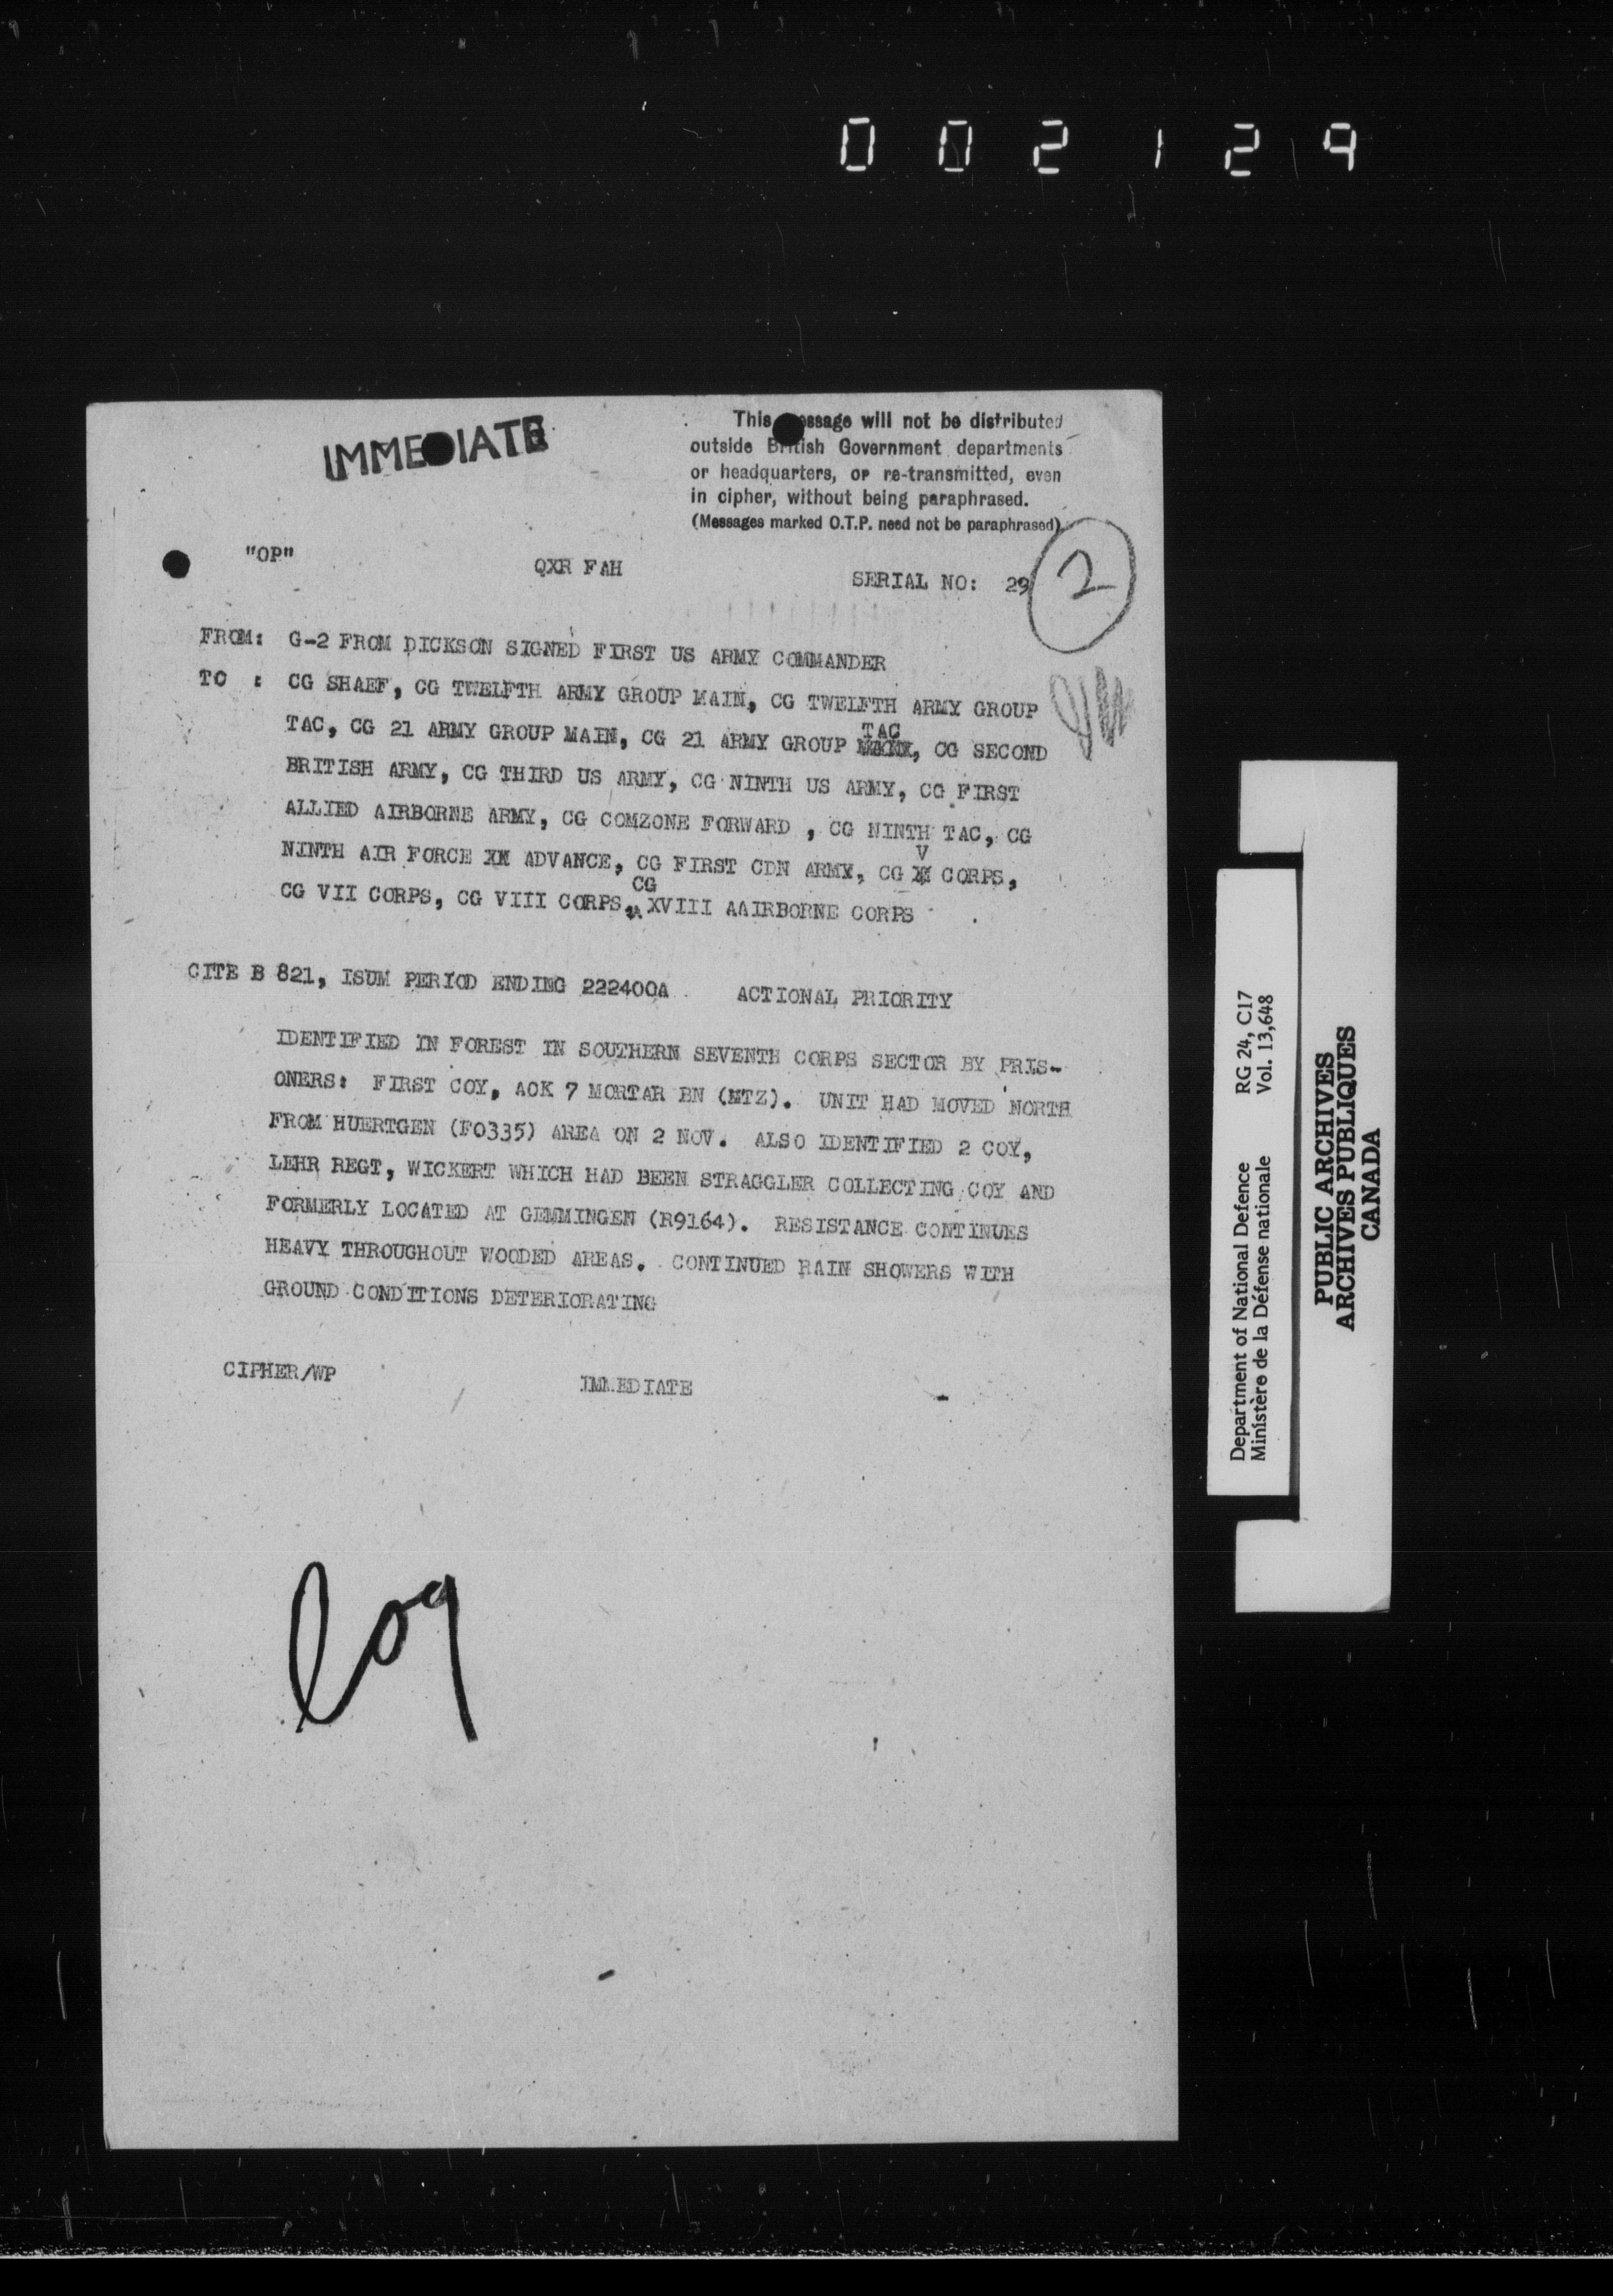 002129
IMMEDIATE
This message will not be distributed
outside British Government departments
or headquarters, or re-transmitted, even
in cipher, without being paraphrased.
(Messages marked O.T.P. need not be paraphrased).
"OP"
QXR FAH
SERIAL NO: 29
2
FROM: G-2 FROM DICKSON SIGNED FIRST US ARMY COMMANDER
TO : CG SHAEF, CG TWELFTH ARMY GROUP MAIN, CG TWELFTH ARMY GROUP
TAC, CG 21 ARMY GROUP MAIN, CG 21 ARMY GROUP TAC, CG SECOND
BRITISH ARMY, CG THIRD US ARMY, CG NINTH US ARMY, CG FIRST
ALLIED AIRBORNE ARMY, CG COMZONE FORWARD , CG NINTH TAC, CG
NINTH AIR FORCE XX ADVANCE, CG FIRST CDN ARMY, CG V CORPS,
CG VII CORPS, CG VIII CORPS, CG XVIII AAIRBORNE CORPS
CITE B 821, ISUM PERIOD ENDING 222400A ACTIONAL PRIORITY
IDENTIFIED IN FOREST IN SOUTHERN SEVENTH CORPS SECTOR BY PRIS-
ONERS: FIRST COY, AOK 7 MORTAR BN (MTZ). UNIT HAD MOVED NORTH
FROM HUERTGEN (F0335) AREA ON 2 NOV. ALSO IDENTIFIED 2 COY,
LEHR REGT, WICKERT WHICH HAD BEEN STRAGGLER COLLECTING COY AND
FORMERLY LOCATED AT GEMMINGEN (R9164). RESISTANCE CONTINUES
HEAVY THROUGHOUT WOODED AREAS. CONTINUED RAIN SHOWERS WITH
GROUND CONDITIONS DETERIORATING
CIPHER/WP
IMMEDIATE
log
Department of National Defence RG 24, C17
Ministère de la Défense nationale Vol. 13,648
PUBLIC ARCHIVES
ARCHIVES PUBLIQUES
CANADA